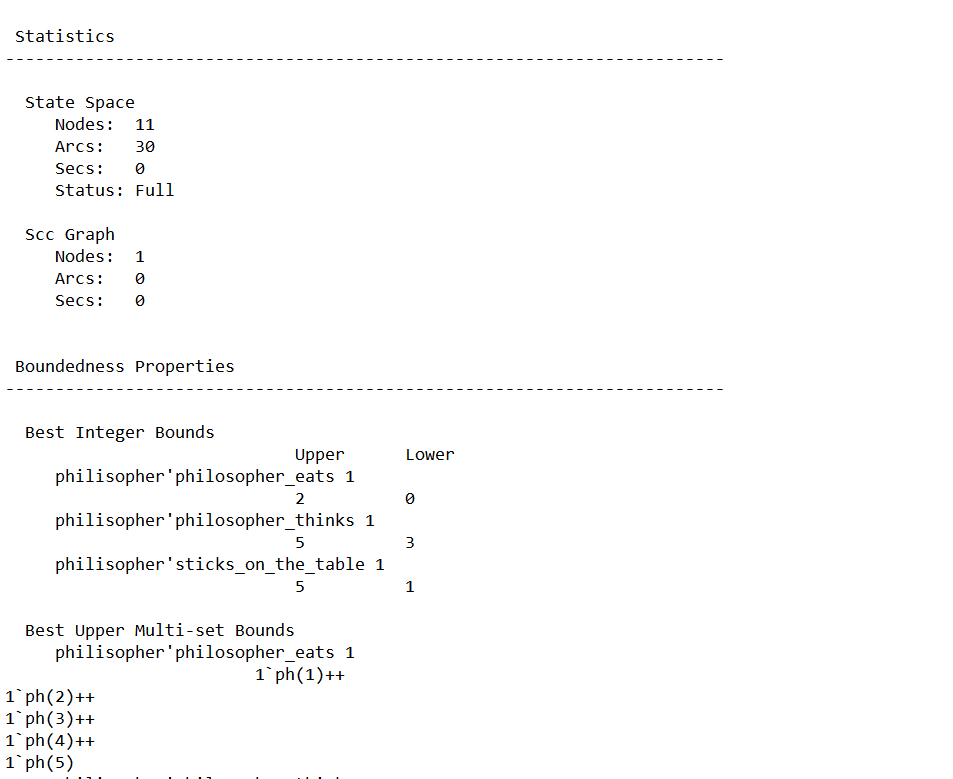 Statistics
------------------------------------------------------------------------
State Space
Nodes: 11
Arcs: 30
Secs: 0
Status: Full
Scc Graph
Nodes: 1
Arcs: 0
Secs: 0
Boundedness Properties
------------------------------------------------------------------------
Best Integer Bounds
Upper Lower
philisopher'philosopher_eats 1
2 0
philisopher'philosopher_thinks 1
5 3
philisopher'sticks_on_the_table 1
5 1
Best Upper Multi-set Bounds
philisopher'philosopher_eats 1
1`ph(1)++
1`ph(2)++
1`ph(3)++
1`ph(4)++
1`ph(5)